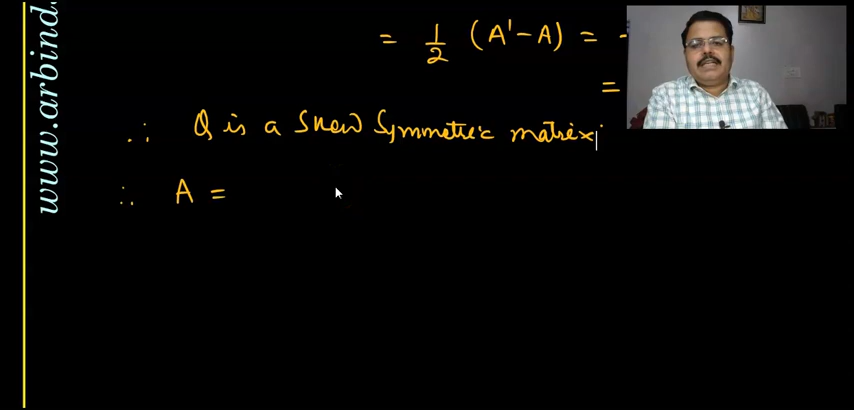 www.arbind
= 1/2 (A' - A) = -
=
∴ Q is a Skew Symmetric matrix
∴ A =